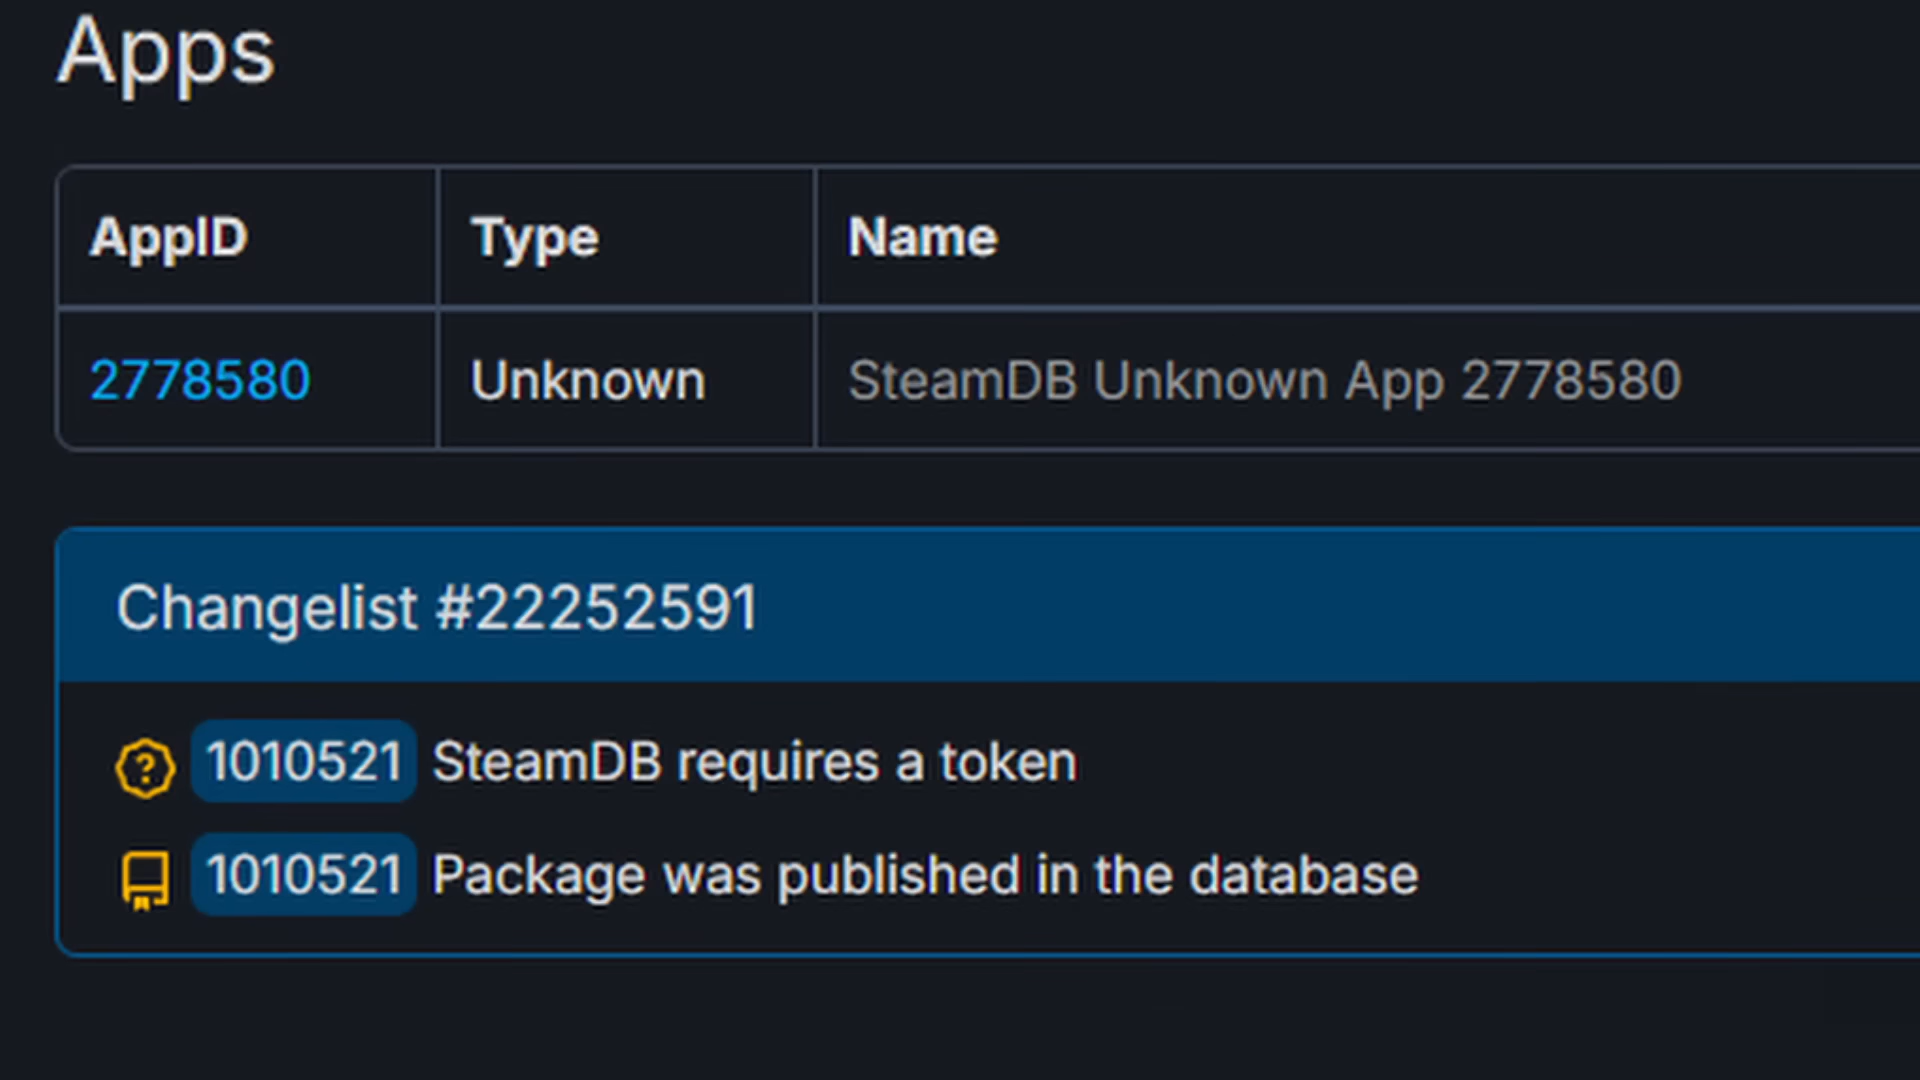 Apps
AppID Type Name
2778580 Unknown SteamDB Unknown App 2778580
Changelist #22252591
1010521 SteamDB requires a token
1010521 Package was published in the database